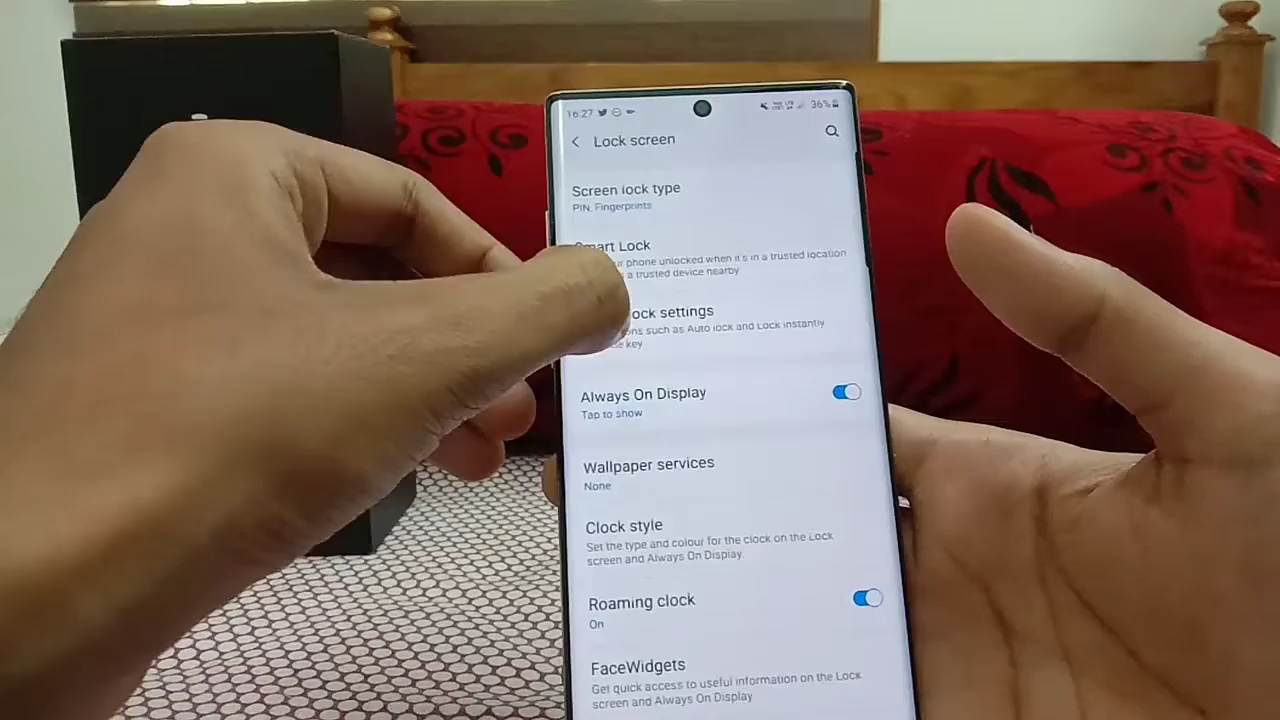 16:27
36%
Lock screen
Screen lock type
PIN, Fingerprints
Smart Lock
phone unlocked when it's in a trusted location
a trusted device nearby
lock settings
such as Auto lock and Lock instantly
key
Always On Display
Tap to show
Wallpaper services
None
Clock style
Set the type and colour for the clock on the Lock
screen and Always On Display.
Roaming clock
On
FaceWidgets
Get quick access to useful information on the Lock
screen and Always On Display